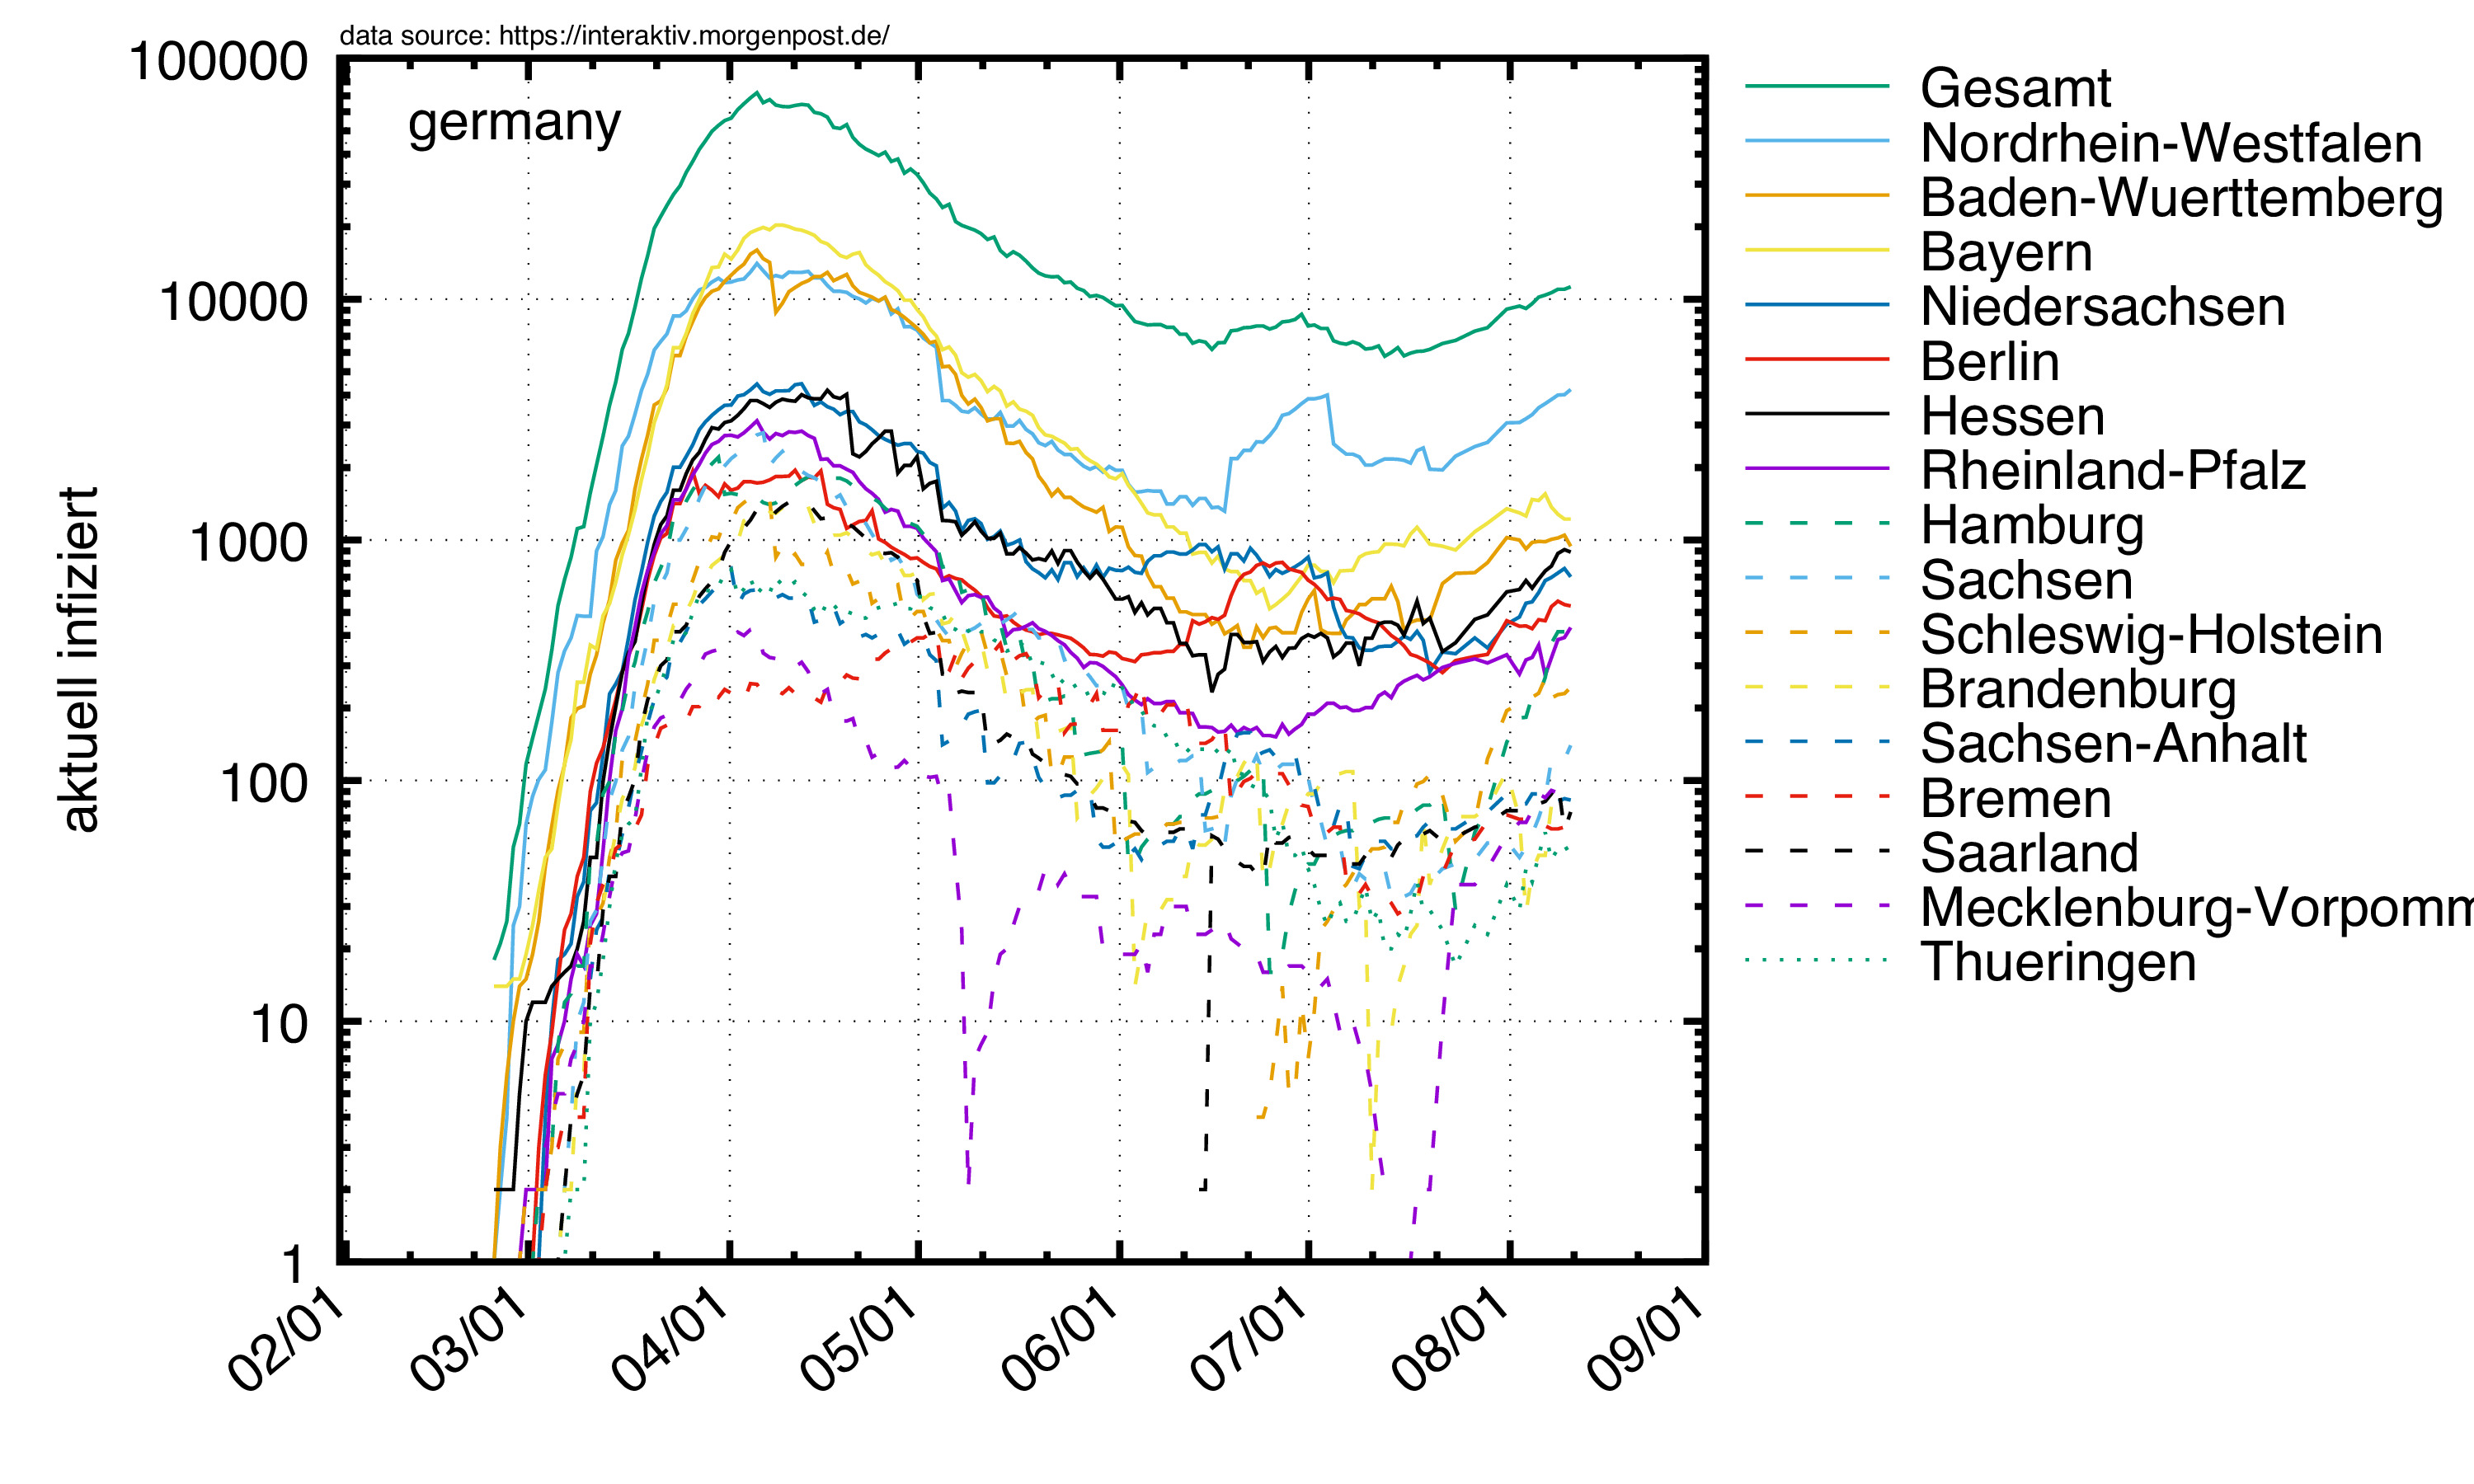 data source: https://interaktiv.morgenpost.de/
100000
10000
1000
100
10
1
aktuell infiziert
germany
02/01
03/01
04/01
05/01
06/01
07/01
08/01
09/01
Gesamt
Nordrhein-Westfalen
Baden-Wuerttemberg
Bayern
Niedersachsen
Berlin
Hessen
Rheinland-Pfalz
Hamburg
Sachsen
Schleswig-Holstein
Brandenburg
Sachsen-Anhalt
Bremen
Saarland
Mecklenburg-Vorpomm
Thueringen